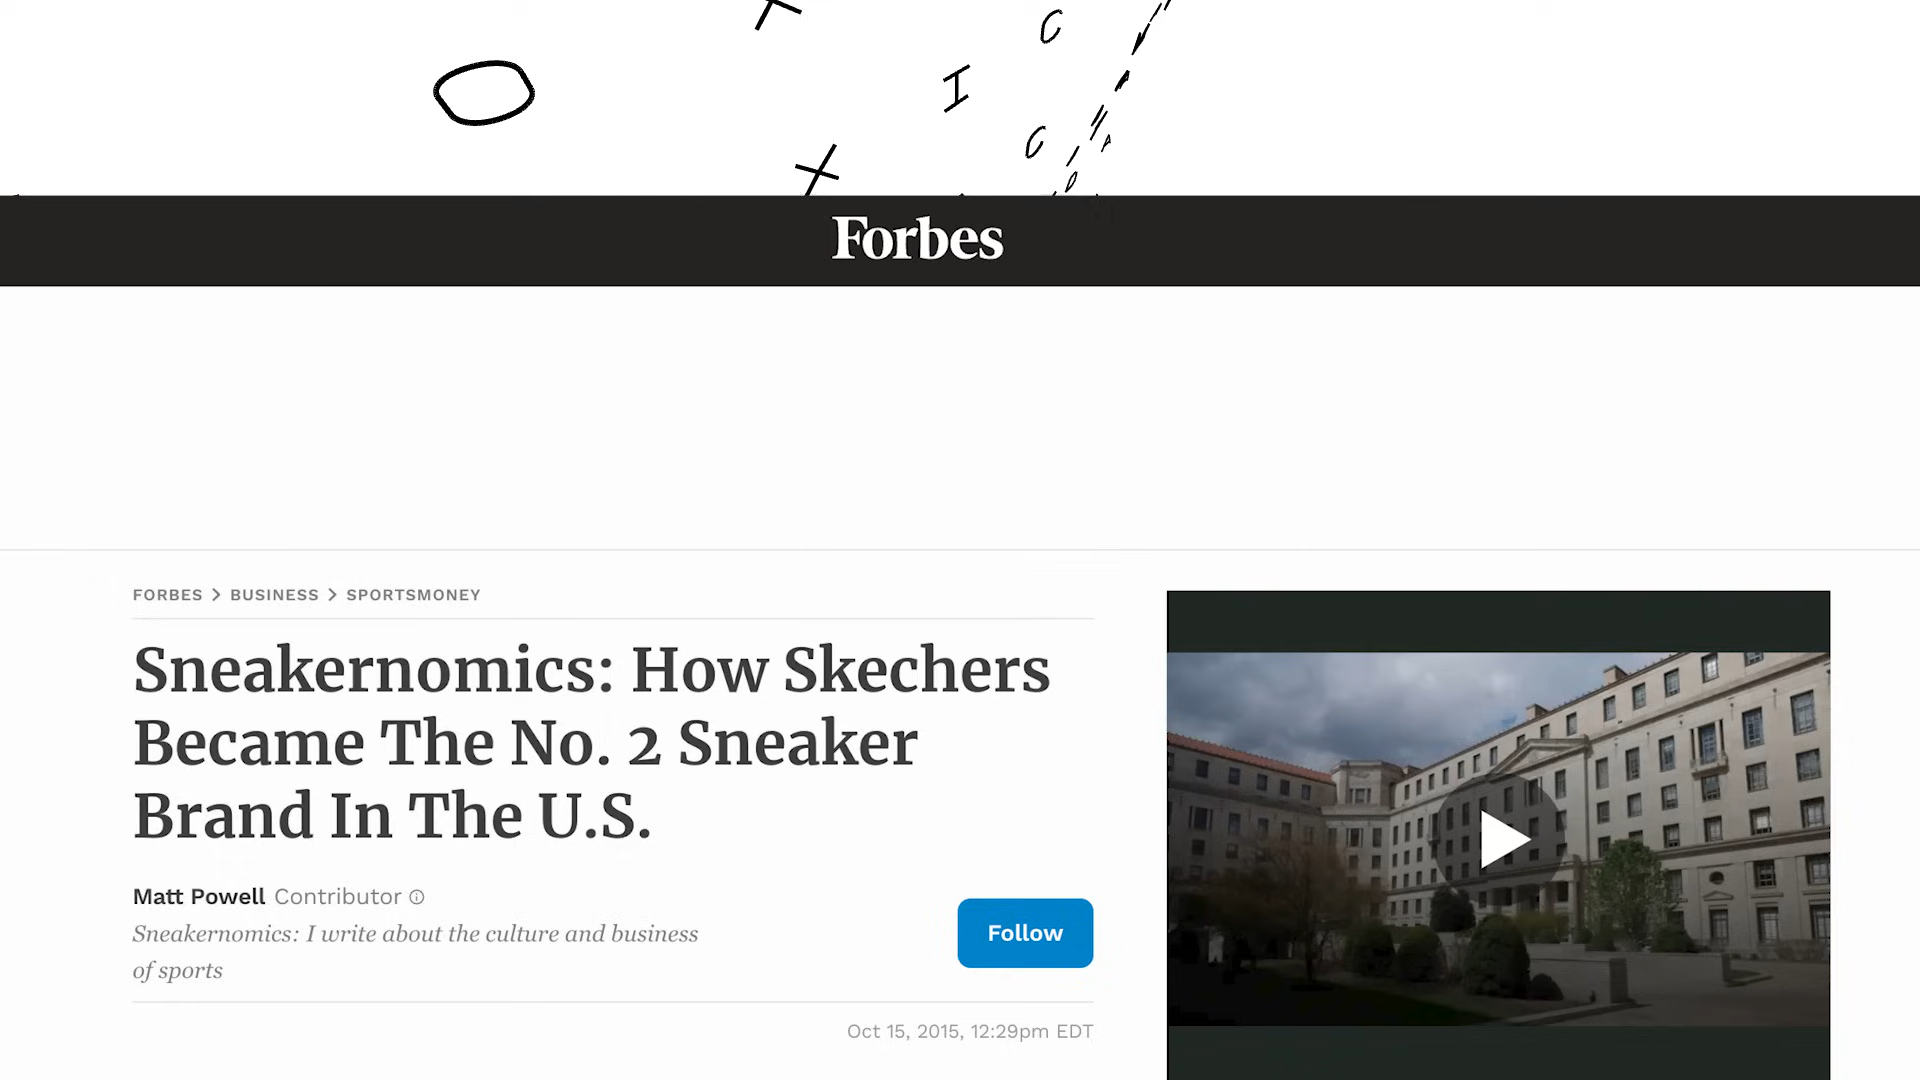 Forbes
FORBES > BUSINESS > SPORTSMONEY
Sneakernomics: How Skechers
Became The No. 2 Sneaker
Brand In The U.S.
Matt Powell Contributor
Sneakernomics: I write about the culture and business
of sports
Follow
Oct 15, 2015, 12:29pm EDT